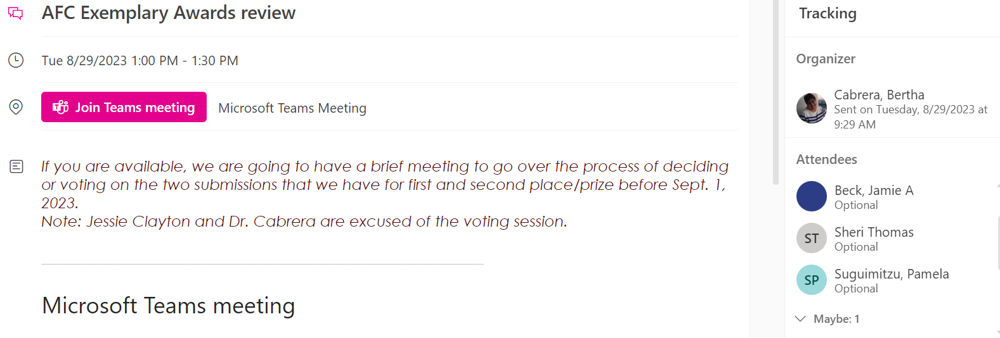 AFC Exemplary Awards review
Tue 8/29/2023 1:00 PM - 1:30 PM
Join Teams meeting
Microsoft Teams Meeting
If you are available, we are going to have a brief meeting to go over the process of deciding
or voting on the two submissions that we have for first and second place/prize before Sept. 1,
2023.
Note: Jessie Clayton and Dr. Cabrera are excused of the voting session.
Microsoft Teams meeting
Tracking
Organizer
Cabrera, Bertha
Sent on Tuesday, 8/29/2023 at
9:29 AM
Attendees
Beck, Jamie A
Optional
ST
Sheri Thomas
Optional
SP
Suguimitzu, Pamela
Optional
Maybe: 1